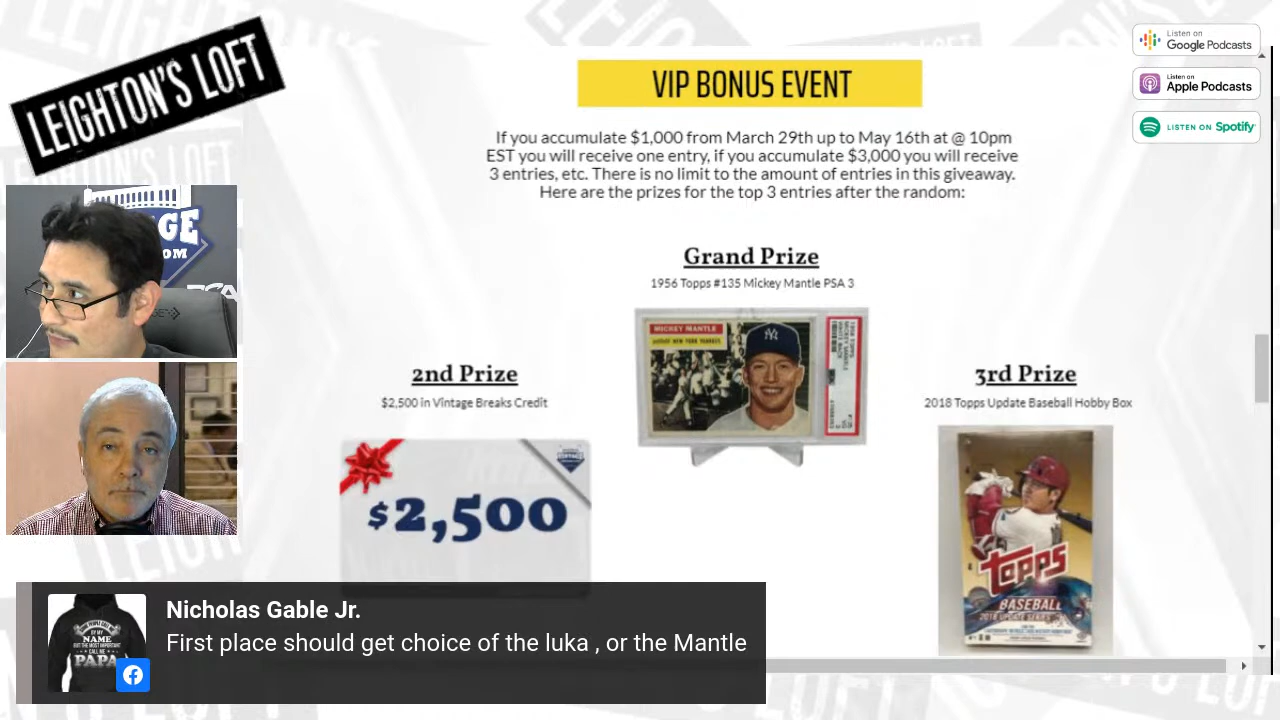 LEIGHTON'S LOFT
Listen on
Google Podcasts
Listen on
Apple Podcasts
LISTEN ON Spotify
VIP BONUS EVENT
If you accumulate $1,000 from March 29th up to May 16th at @ 10pm
EST you will receive one entry, if you accumulate $3,000 you will receive
3 entries, etc. There is no limit to the amount of entries in this giveaway.
Here are the prizes for the top 3 entries after the random:
Grand Prize
1956 Topps #135 Mickey Mantle PSA 3
MICKEY MANTLE
2nd Prize
$2,500 in Vintage Breaks Credit
$2,500
3rd Prize
2018 Topps Update Baseball Hobby Box
Topps
BASEBALL
Nicholas Gable Jr.
First place should get choice of the luka , or the Mantle
NAME
PAPA